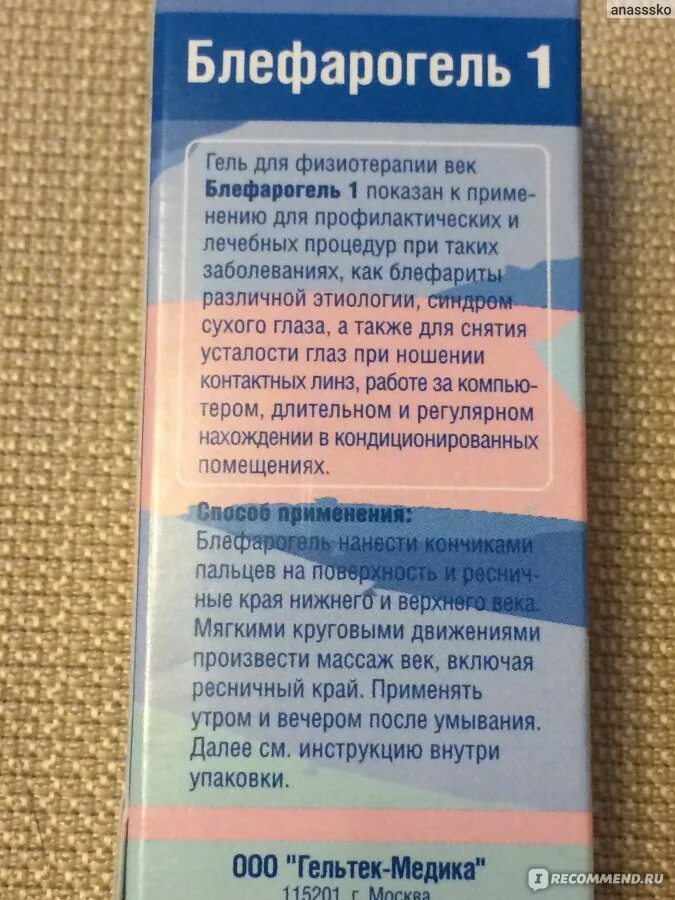 anasssko
Блефарогель 1
Гель для физиотерапии век
Блефарогель 1 показан к приме-
нению для профилактических и
лечебных процедур при таких
заболеваниях, как блефариты
различной этиологии, синдром
сухого глаза, а также для снятия
усталости глаз при ношении
контактных линз, работе за компью-
тером, длительном и регулярном
нахождении в кондиционированных
помещениях.
Способ применения:
Блефарогель нанести кончиками
пальцев на поверхность и реснич-
ные края нижнего и верхнего века.
Мягкими круговыми движениями
произвести массаж век, включая
ресничный край. Применять
утром и вечером после умывания.
Далее см. инструкцию внутри
упаковки.
ООО "Гельтек-Медика"
115201, г. Москва
IRECOMMEND.RU